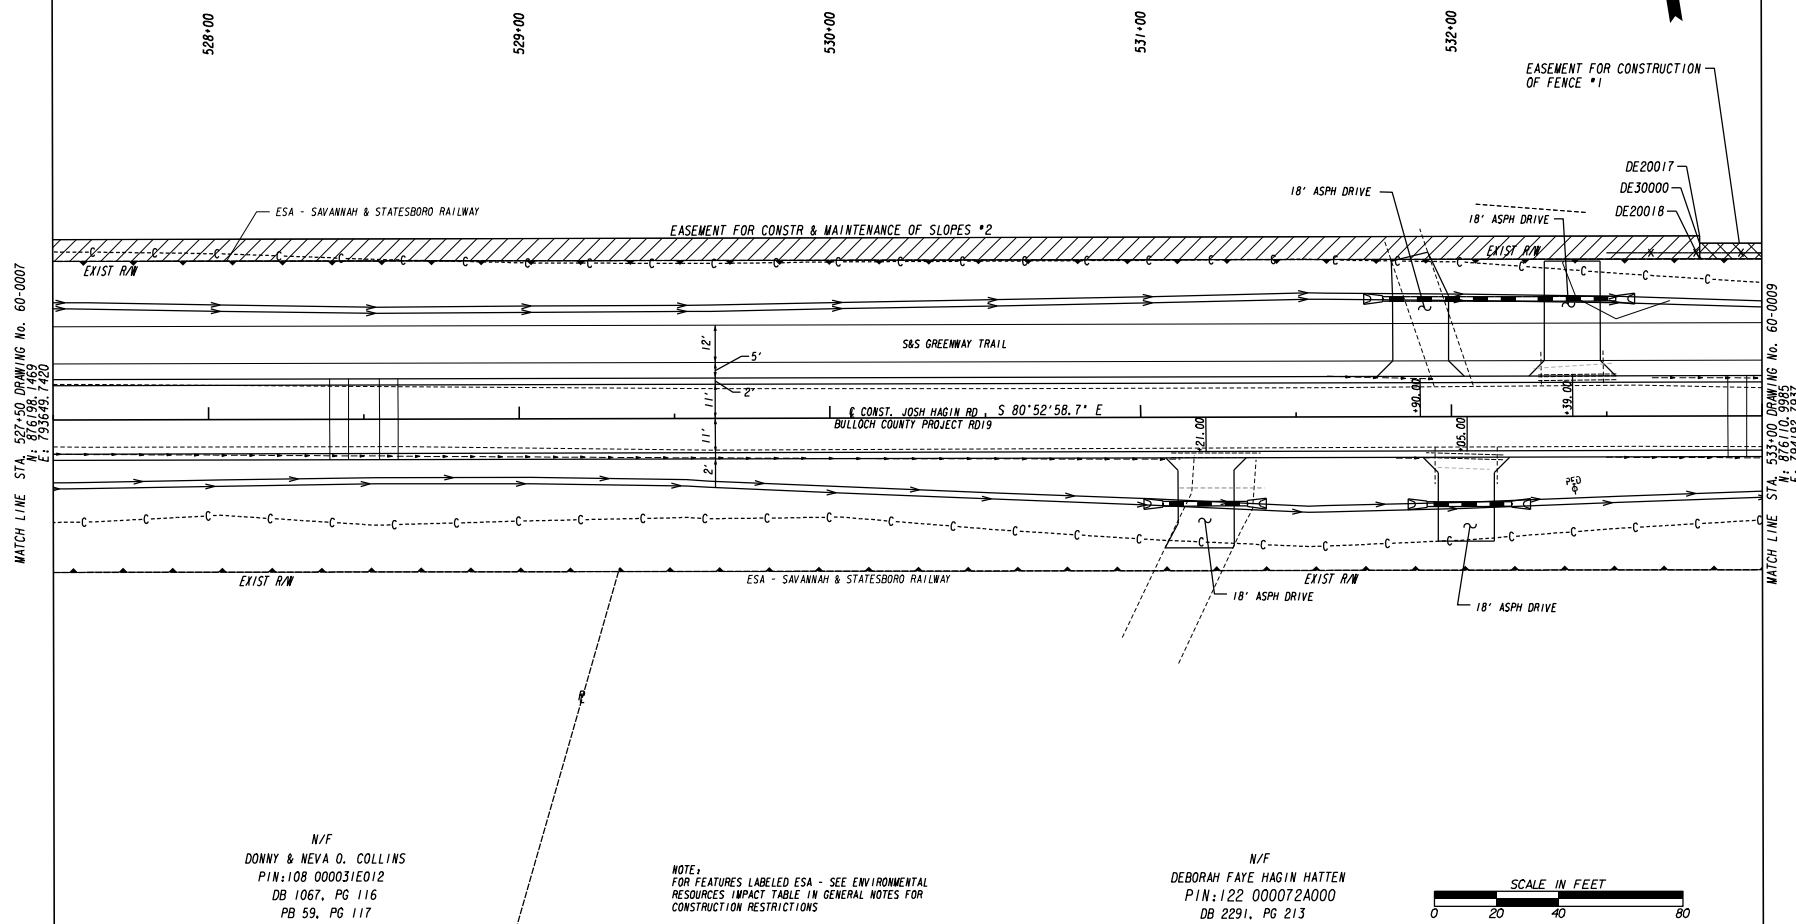 528+00
529+00
530+00
531+00
532+00
EASEMENT FOR CONSTRUCTION
OF FENCE #1
DE20017
DE30000
DE20018
18' ASPH DRIVE
18' ASPH DRIVE
ESA - SAVANNAH & STATESBORO RAILWAY
EASEMENT FOR CONSTR & MAINTENANCE OF SLOPES #2
EXIST R/W
EXIST R/W
MATCH LINE STA. 527+50 DRAWING No. 60-0007
N: 876198.1469
E: 793649.7420
12'
5'
2'
11'
11'
2'
S&S GREENWAY TRAIL
℄ CONST. JOSH HAGIN RD S 80°52'58.7" E
BULLOCH COUNTY PROJECT RD19
+90.00
+39.00
+21.00
+05.00
PED
MATCH LINE STA. 533+00 DRAWING No. 60-0009
N: 876110.9985
EXIST R/W
ESA - SAVANNAH & STATESBORO RAILWAY
EXIST R/W
18' ASPH DRIVE
18' ASPH DRIVE
PL
N/F
DONNY & NEVA O. COLLINS
PIN:108 000031E012
DB 1067, PG 116
PB 59, PG 117
NOTE:
FOR FEATURES LABELED ESA - SEE ENVIRONMENTAL
RESOURCES IMPACT TABLE IN GENERAL NOTES FOR
CONSTRUCTION RESTRICTIONS
N/F
DEBORAH FAYE HAGIN HATTEN
PIN:122 000072A000
DB 2291, PG 213
SCALE IN FEET
0 20 40 80